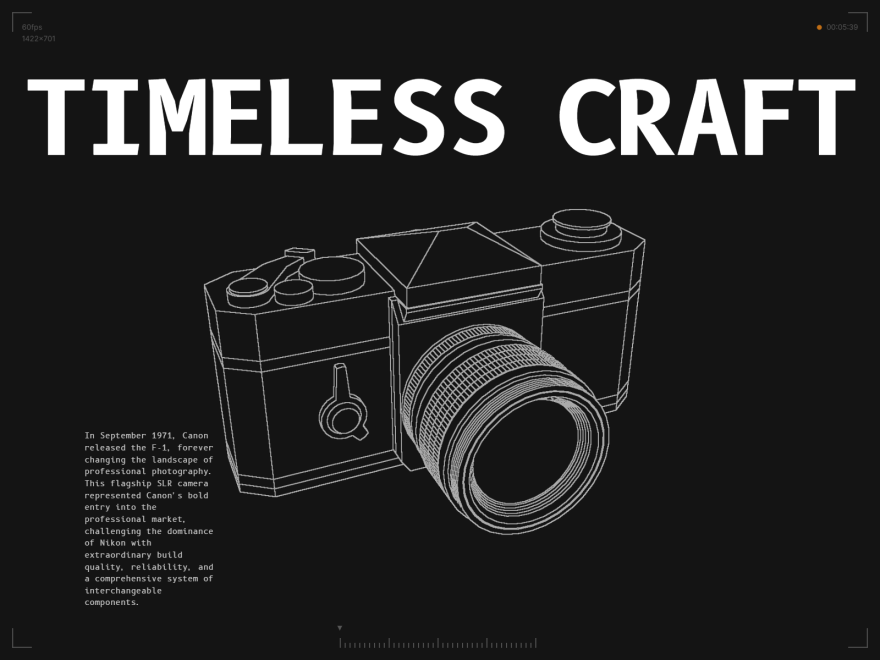 60fps
1422×701
00:05:39
TIMELESS CRAFT
In September 1971, Canon
released the F-1, forever
changing the landscape of
professional photography.
This flagship SLR camera
represented Canon's bold
entry into the
professional market,
challenging the dominance
of Nikon with
extraordinary build
quality, reliability, and
a comprehensive system of
interchangeable
components.